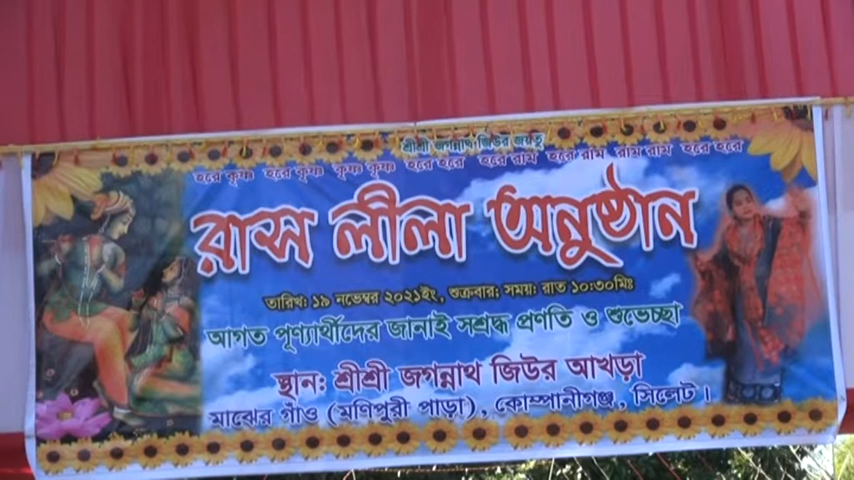 শ্রীশ্রী জগন্নাথ জিউর জয়তু
হরে কৃষ্ণ হরে কৃষ্ণ কৃষ্ণ কৃষ্ণ হরে হরে হরে রাম হরে রাম রাম রাম হরে হরে
রাস লীলা অনুষ্ঠান
তারিখ: ১৯ নভেম্বর ২০২১ইং, শুক্রবার; সময়: রাত ১০:৩০মিঃ
আগত পূণ্যার্থীদের জানাই সশ্রদ্ধ প্রণতি ও শুভেচ্ছা
স্থান: শ্রীশ্রী জগন্নাথ জিউর আখড়া
মাঝের গাঁও (মণিপুরী পাড়া), কোম্পানীগঞ্জ, সিলেট।